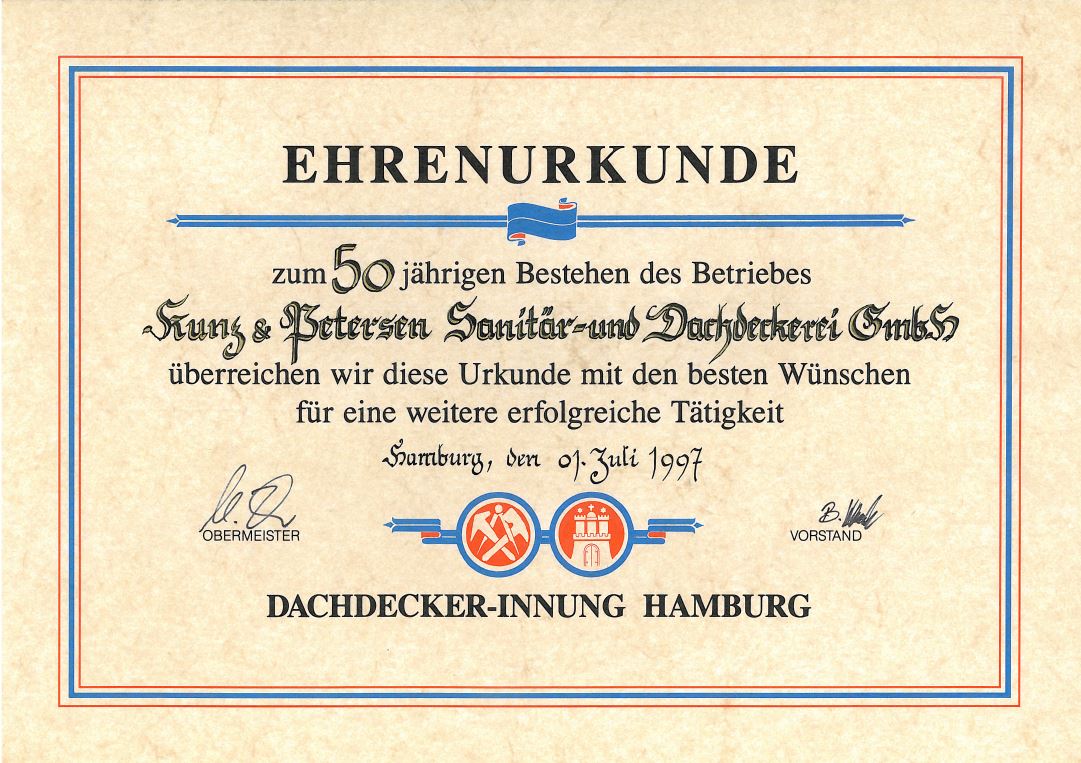 EHRENURKUNDE
zum 50 jährigen Bestehen des Betriebes
Kunz & Petersen Sanitär-und Dachdeckerei GmbH
überreichen wir diese Urkunde mit den besten Wünschen
für eine weitere erfolgreiche Tätigkeit
Hamburg, den 01. Juli 1997
OBERMEISTER
VORSTAND
DACHDECKER-INNUNG HAMBURG